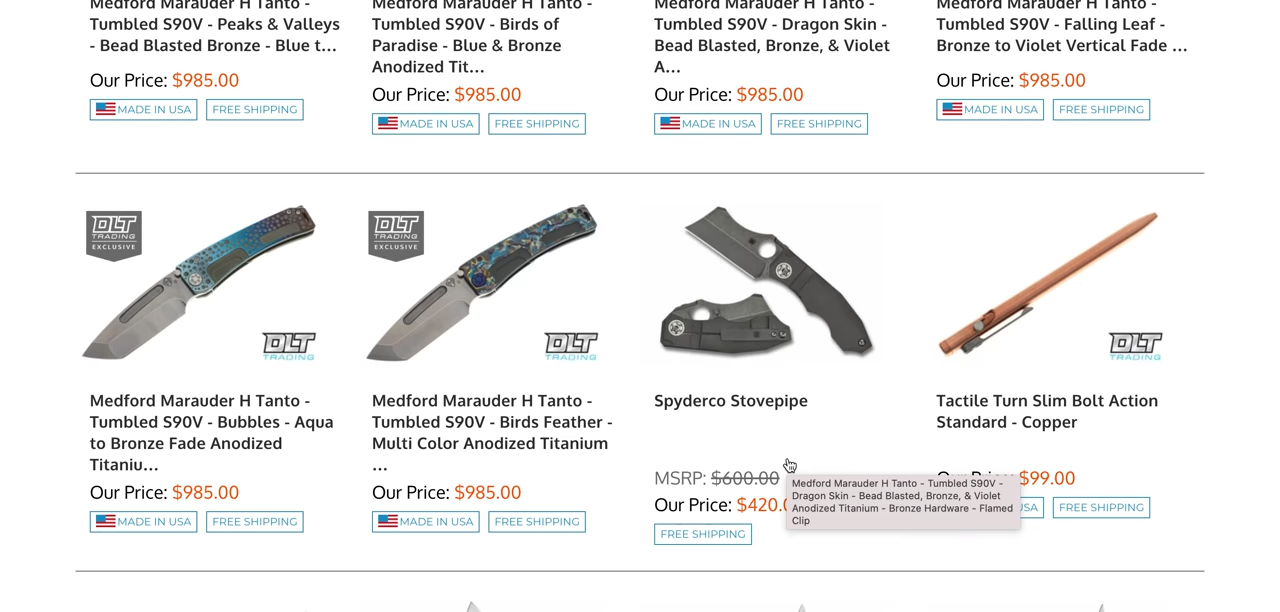 Medford Marauder H Tanto -
Tumbled S90V - Peaks & Valleys
- Bead Blasted Bronze - Blue t...
Our Price: $985.00
MADE IN USA FREE SHIPPING
Medford Marauder H Tanto -
Tumbled S90V - Birds of
Paradise - Blue & Bronze
Anodized Tit...
Our Price: $985.00
MADE IN USA FREE SHIPPING
Medford Marauder H Tanto -
Tumbled S90V - Dragon Skin -
Bead Blasted, Bronze, & Violet
A...
Our Price: $985.00
MADE IN USA FREE SHIPPING
Medford Marauder H Tanto -
Tumbled S90V - Falling Leaf -
Bronze to Violet Vertical Fade ...
Our Price: $985.00
MADE IN USA FREE SHIPPING
DLT
TRADING
EXCLUSIVE
DLT
TRADING
Medford Marauder H Tanto -
Tumbled S90V - Bubbles - Aqua
to Bronze Fade Anodized
Titaniu...
Our Price: $985.00
MADE IN USA FREE SHIPPING
DLT
TRADING
EXCLUSIVE
DLT
TRADING
Medford Marauder H Tanto -
Tumbled S90V - Birds Feather -
Multi Color Anodized Titanium
...
Our Price: $985.00
MADE IN USA FREE SHIPPING
Spyderco Stovepipe
MSRP: $600.00
Our Price: $420.0
FREE SHIPPING
Medford Marauder H Tanto - Tumbled S90V -
Dragon Skin - Bead Blasted, Bronze, & Violet
Anodized Titanium - Bronze Hardware - Flamed
Clip
DLT
TRADING
Tactile Turn Slim Bolt Action
Standard - Copper
Our Price: $99.00
USA FREE SHIPPING